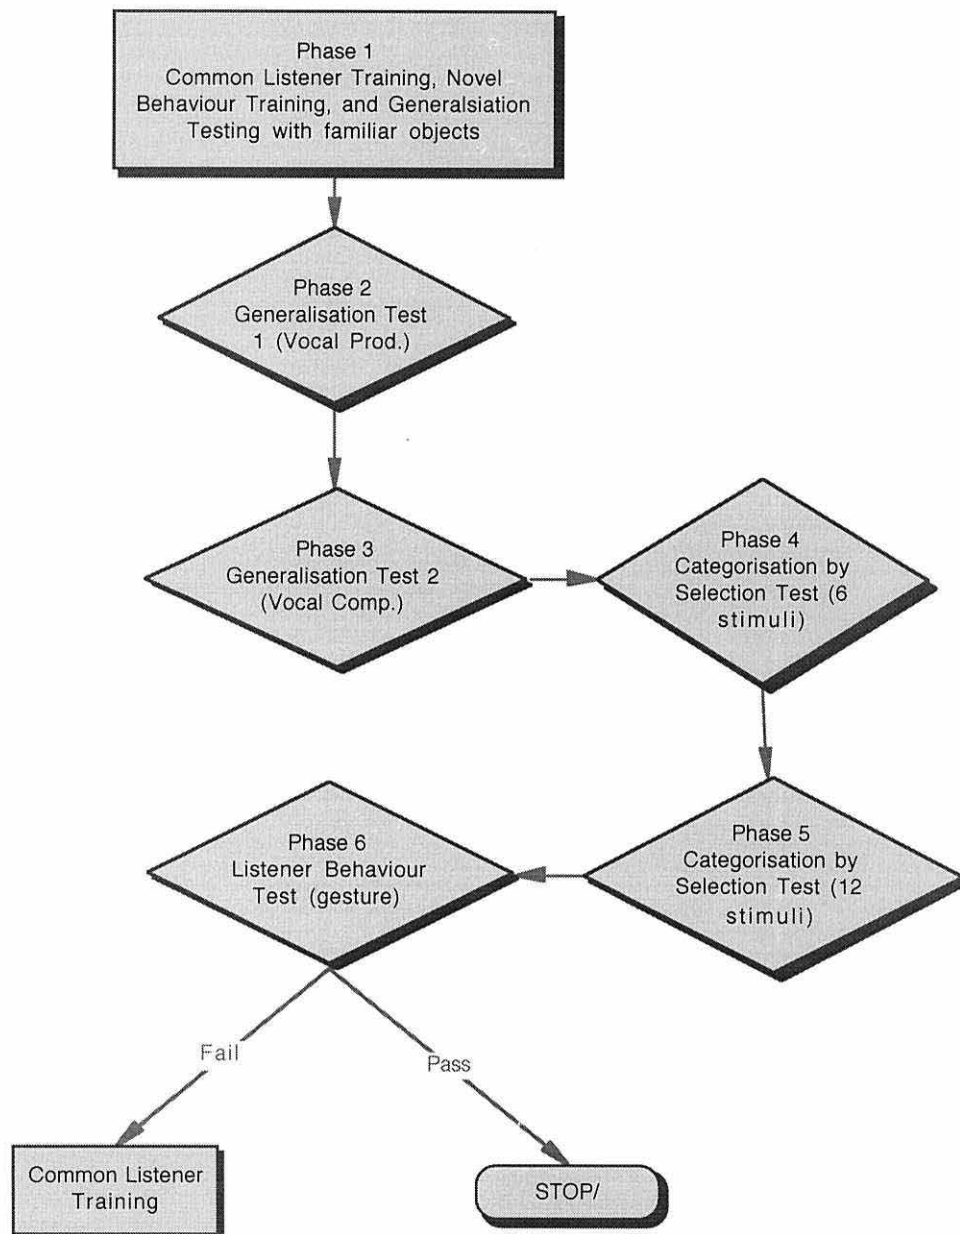 Phase 1
Common Listener Training, Novel
Behaviour Training, and Generalsiation
Testing with familiar objects
Phase 2
Generalisation Test
1 (Vocal Prod.)
Phase 3
Generalisation Test 2
(Vocal Comp.)
Phase 4
Categorisation by
Selection Test (6
stimuli)
Phase 5
Categorisation by
Selection Test (12
stimuli)
Phase 6
Listener Behaviour
Test (gesture)
Fail
Pass
Common Listener
Training
STOP/